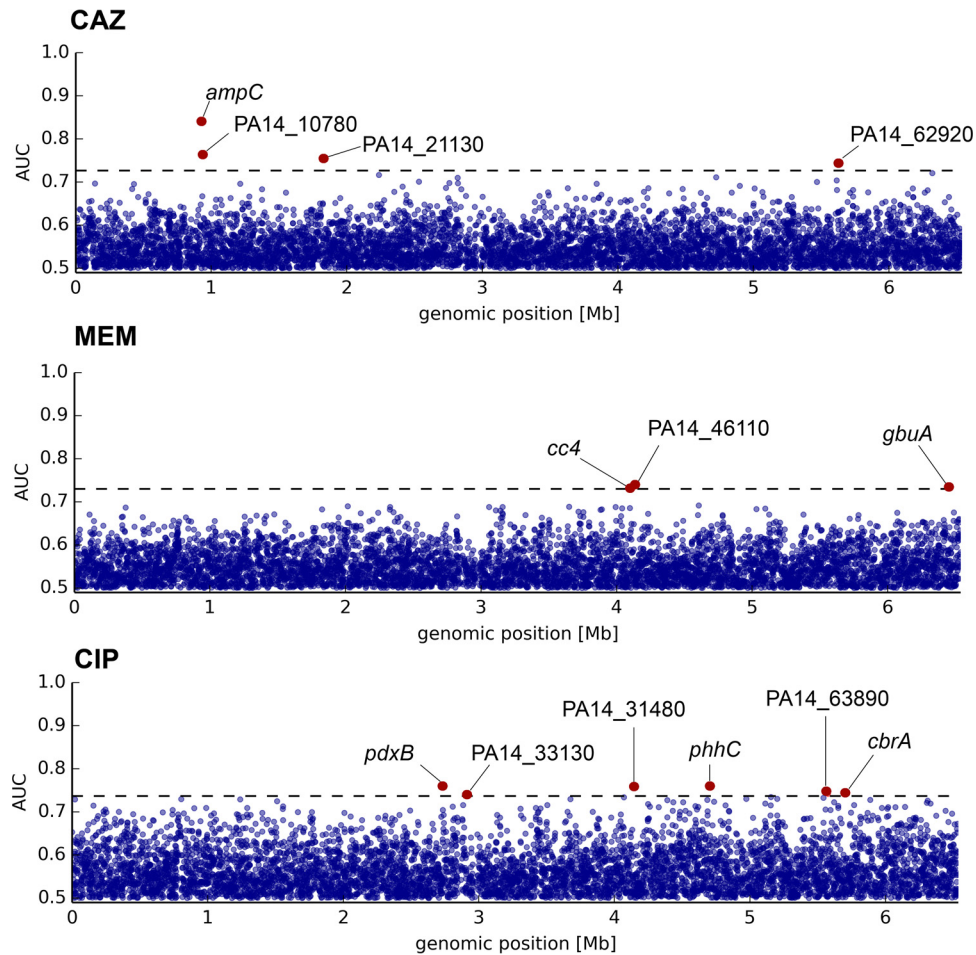 CAZ
1.0
0.9
0.8
0.7
0.6
0.5
AUC
ampC
PA14_10780
PA14_21130
PA14_62920
0 1 2 3 4 5 6
genomic position [Mb]
MEM
1.0
0.9
0.8
0.7
0.6
0.5
AUC
cc4
PA14_46110
gbuA
0 1 2 3 4 5 6
genomic position [Mb]
CIP
1.0
0.9
0.8
0.7
0.6
0.5
AUC
pdxB
PA14_33130
PA14_31480
phhC
PA14_63890
cbrA
0 1 2 3 4 5 6
genomic position [Mb]